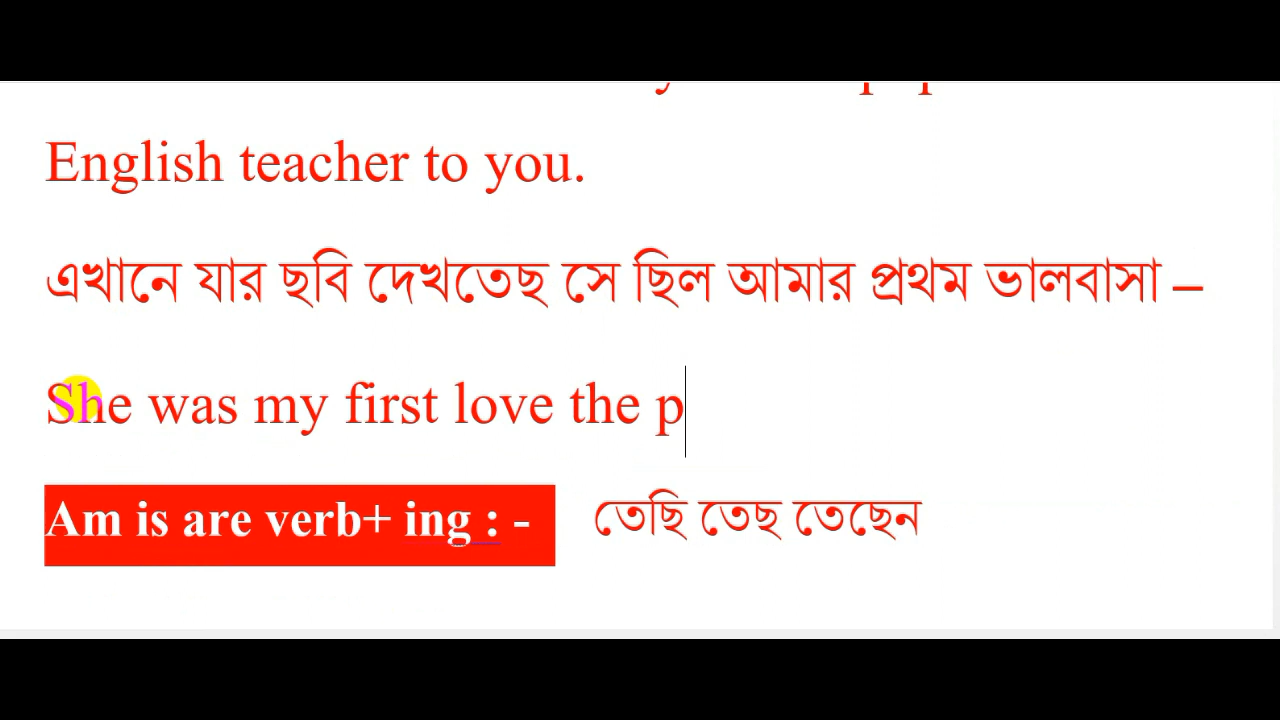 English teacher to you.
এখানে যার ছবি দেখতেছ সে ছিল আমার প্রথম ভালবাসা –
She was my first love the p
Am is are verb+ ing : - তেছি তেছ তেছেন